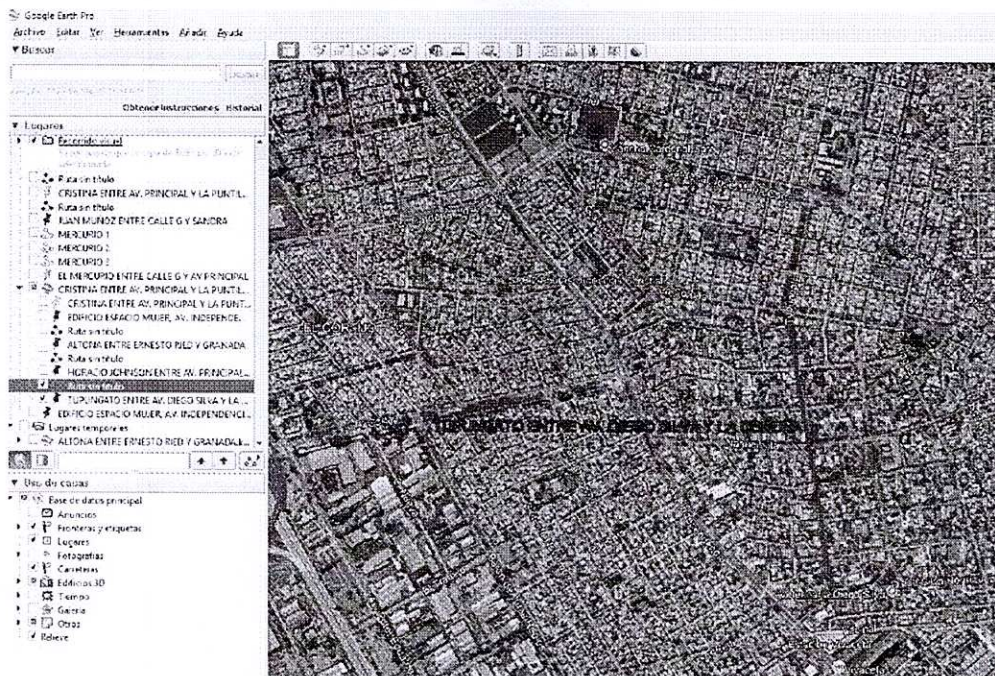 Google Earth Pro
Archivo Editar Ver Herramientas Añadir Ayuda
Buscar
Obtener instrucciones Historial
Lugares
Recorrido visual
Ruta sin título
CRISTINA ENTRE AV. PRINCIPAL Y LA PUNTIL...
Ruta sin título
JUAN MUÑOZ ENTRE CALLE G Y SANDRA
MERCURIO 1
MERCURIO 2
MERCURIO 3
EL MERCURIO ENTRE CALLE G Y AV PRINCIPAL
CRISTINA ENTRE AV. PRINCIPAL Y LA PUNTIL...
CRISTINA ENTRE AV. PRINCIPAL Y LA PUNT...
EDIFICIO ESPACIO MUJER, AV. INDEPENDE...
Ruta sin título
ALTONA ENTRE ERNESTO RIED Y GRANADA
Ruta sin título
HORACIO JOHNSON ENTRE AV. PRINCIPAL...
Ruta sin título
TUPUNGATO ENTRE AV. DIEGO SILVA Y LA ...
EDIFICIO ESPACIO MUJER, AV. INDEPENDENCI...
Lugares temporales
ALTONA ENTRE ERNESTO RIED Y GRANADA.k...
Uso de capas
Base de datos principal
Anuncios
Fronteras y etiquetas
Lugares
Fotografías
Carreteras
Edificios 3D
Tiempo
Galería
Otros
Relieve
TUPUNGATO ENTRE AV. DIEGO SILVA Y LA